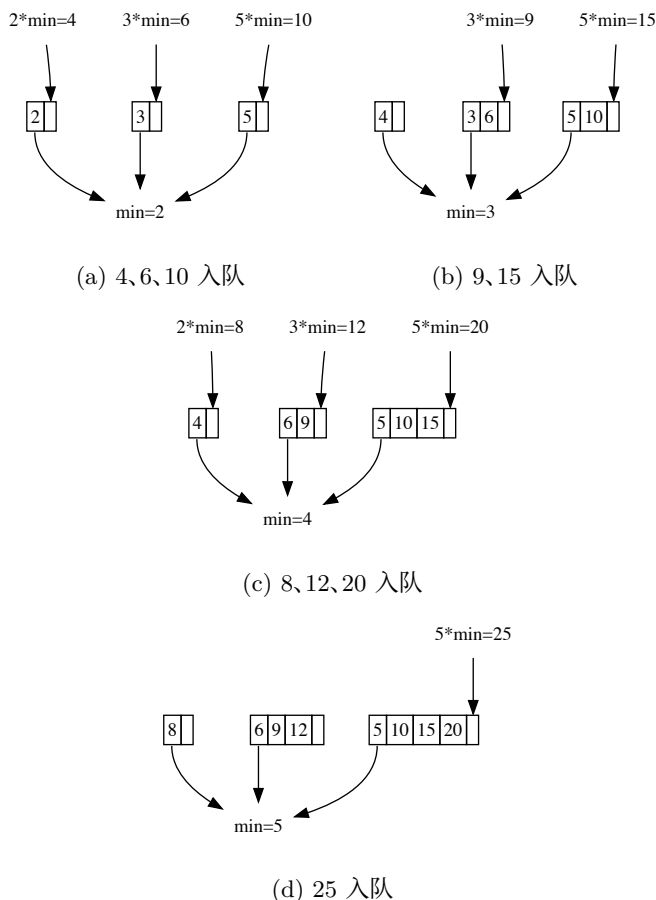 2*min=4 3*min=6 5*min=10
2 3 5
min=2
(a) 4、6、10 入队
3*min=9 5*min=15
4 3 6 5 10
min=3
(b) 9、15 入队
2*min=8 3*min=12 5*min=20
4 6 9 5 10 15
min=4
(c) 8、12、20 入队
5*min=25
8 6 9 12 5 10 15 20
min=5
(d) 25 入队